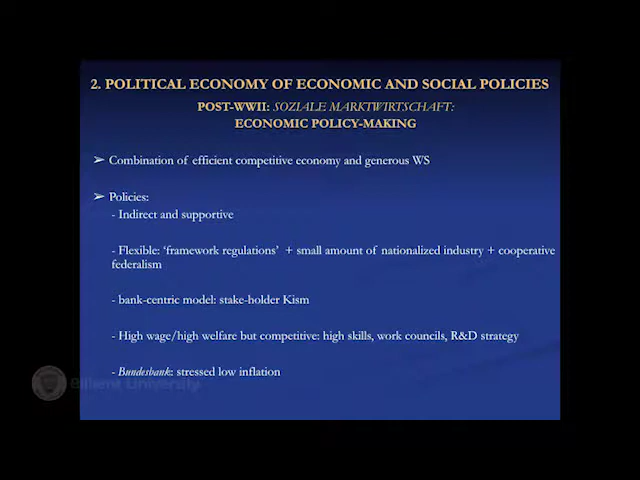 2. POLITICAL ECONOMY OF ECONOMIC AND SOCIAL POLICIES
POST-WWII: SOZIALE MARKTWIRTSCHAFT:
ECONOMIC POLICY-MAKING
➢ Combination of efficient competitive economy and generous WS
➢ Policies:
- Indirect and supportive
- Flexible: ‘framework regulations’ + small amount of nationalized industry + cooperative
federalism
- bank-centric model: stake-holder Kism
- High wage/high welfare but competitive: high skills, work councils, R&D strategy
- Bundesbank: stressed low inflation
Bilkent University